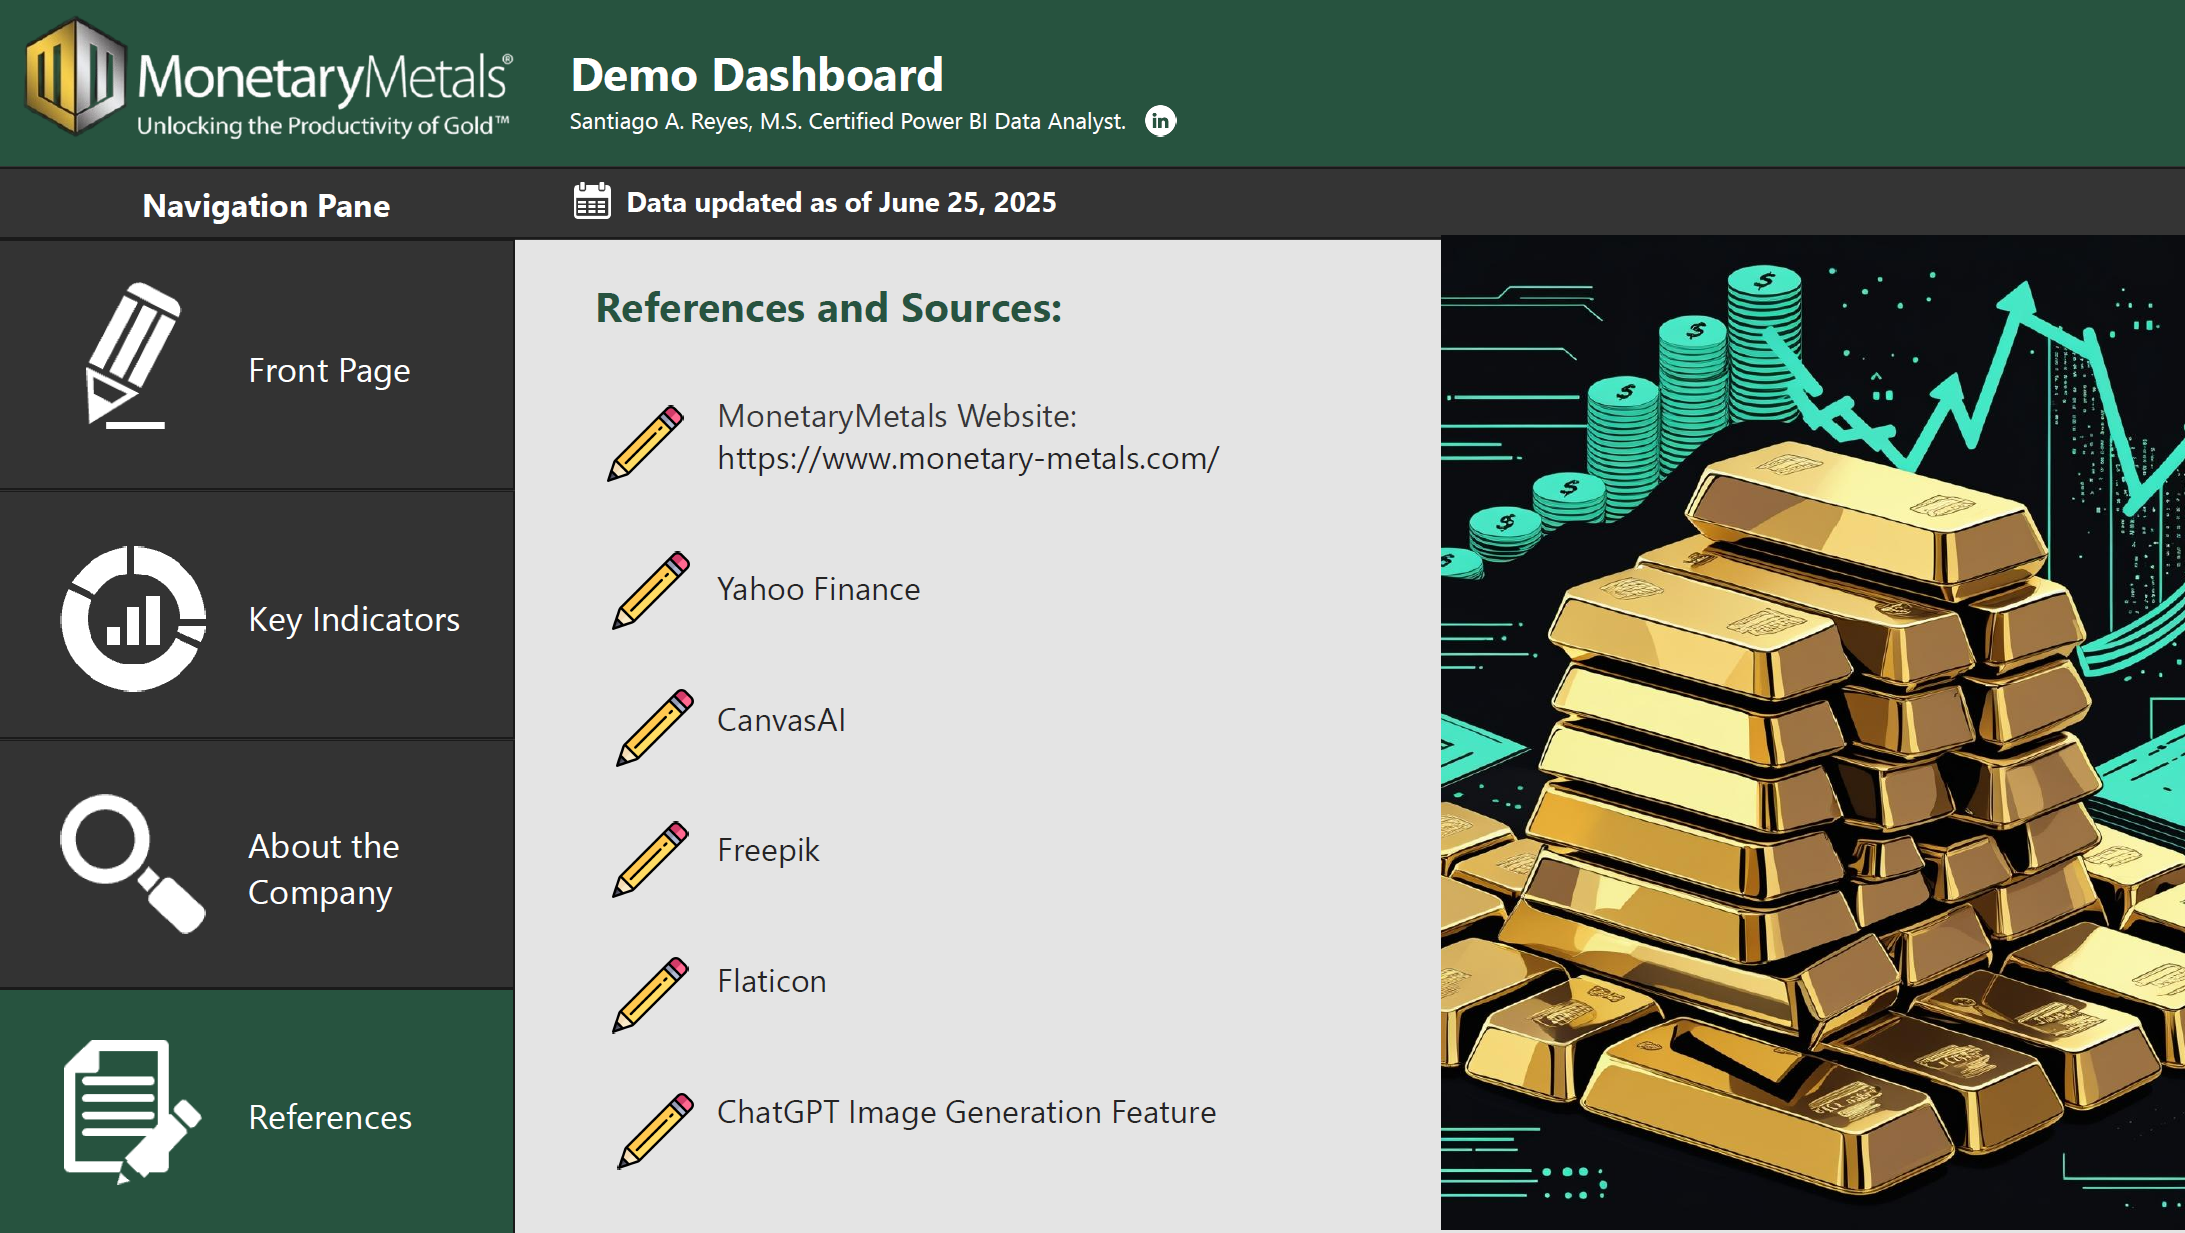 MonetaryMetals®
Unlocking the Productivity of Gold™
Demo Dashboard
Santiago A. Reyes, M.S. Certified Power BI Data Analyst.
in
Navigation Pane
Data updated as of June 25, 2025
Front Page
Key Indicators
About the
Company
References
References and Sources:
MonetaryMetals Website:
https://www.monetary-metals.com/
Yahoo Finance
CanvasAI
Freepik
Flaticon
ChatGPT Image Generation Feature
$
$
$
$
$
$